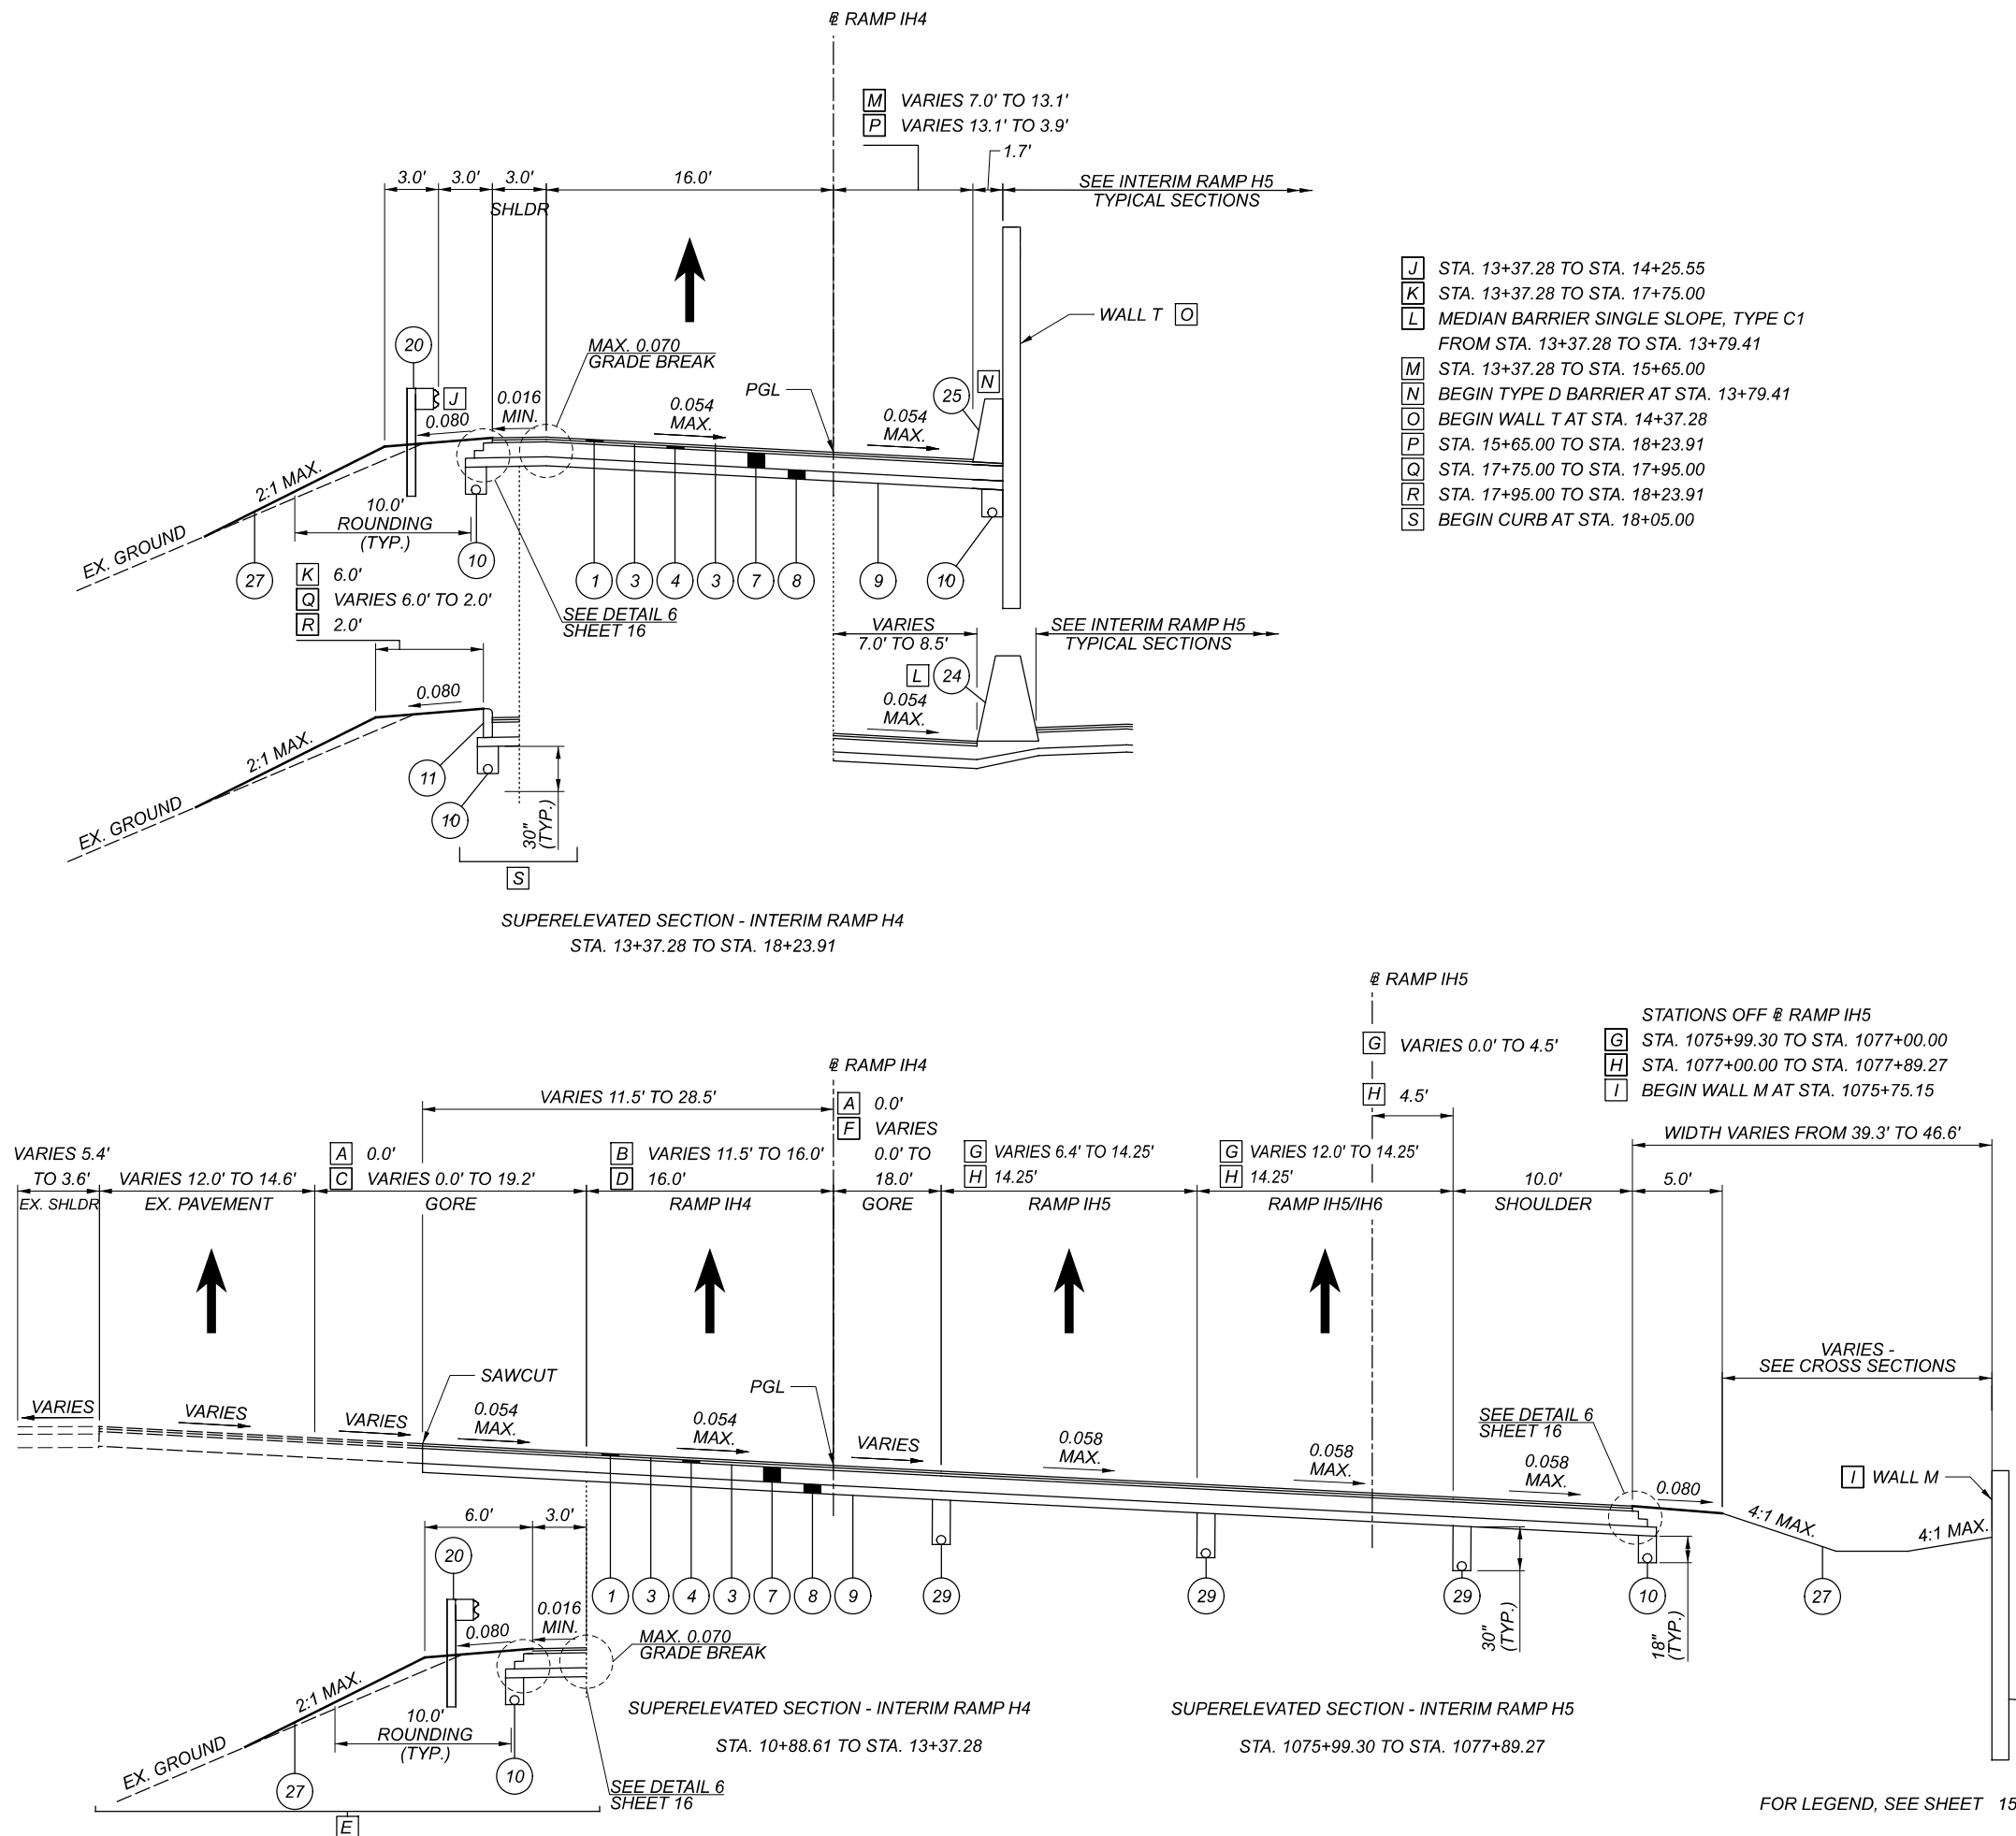 ℄ RAMP IH4
M VARIES 7.0' TO 13.1'
P VARIES 13.1' TO 3.9'
1.7'
3.0' 3.0' 3.0' 16.0'
SHLDR
SEE INTERIM RAMP H5
TYPICAL SECTIONS
J STA. 13+37.28 TO STA. 14+25.55
K STA. 13+37.28 TO STA. 17+75.00
L MEDIAN BARRIER SINGLE SLOPE, TYPE C1
FROM STA. 13+37.28 TO STA. 13+79.41
M STA. 13+37.28 TO STA. 15+65.00
N BEGIN TYPE D BARRIER AT STA. 13+79.41
O BEGIN WALL T AT STA. 14+37.28
P STA. 15+65.00 TO STA. 18+23.91
Q STA. 17+75.00 TO STA. 17+95.00
R STA. 17+95.00 TO STA. 18+23.91
S BEGIN CURB AT STA. 18+05.00
WALL T O
20
J
MAX. 0.070
GRADE BREAK
PGL
N
25
0.016
MIN.
0.080
0.054
MAX.
0.054
MAX.
2:1 MAX.
10.0'
ROUNDING
(TYP.)
EX. GROUND
27
10
1 3 4 3 7 8 9 10
K 6.0'
Q VARIES 6.0' TO 2.0'
R 2.0'
SEE DETAIL 6
SHEET 16
VARIES
7.0' TO 8.5'
SEE INTERIM RAMP H5
TYPICAL SECTIONS
L 24
0.054
MAX.
0.080
2:1 MAX.
EX. GROUND
11
10
30"
(TYP.)
S
SUPERELEVATED SECTION - INTERIM RAMP H4
STA. 13+37.28 TO STA. 18+23.91
℄ RAMP IH5
STATIONS OFF ℄ RAMP IH5
G STA. 1075+99.30 TO STA. 1077+00.00
H STA. 1077+00.00 TO STA. 1077+89.27
I BEGIN WALL M AT STA. 1075+75.15
G VARIES 0.0' TO 4.5'
H 4.5'
℄ RAMP IH4
VARIES 11.5' TO 28.5'
A 0.0'
F VARIES
0.0' TO
18.0'
GORE
WIDTH VARIES FROM 39.3' TO 46.6'
VARIES 5.4'
TO 3.6'
EX. SHLDR
VARIES 12.0' TO 14.6'
EX. PAVEMENT
A 0.0'
C VARIES 0.0' TO 19.2'
GORE
B VARIES 11.5' TO 16.0'
D 16.0'
RAMP IH4
G VARIES 6.4' TO 14.25'
H 14.25'
RAMP IH5
G VARIES 12.0' TO 14.25'
H 14.25'
RAMP IH5/IH6
10.0'
SHOULDER
5.0'
VARIES -
SEE CROSS SECTIONS
SAWCUT
PGL
VARIES
VARIES
VARIES
0.054
MAX.
0.054
MAX.
VARIES
0.058
MAX.
0.058
MAX.
0.058
MAX.
SEE DETAIL 6
SHEET 16
0.080
I WALL M
4:1 MAX.
4:1 MAX.
6.0' 3.0'
20
1 3 4 3 7 8 9 29 29 29 10 27
30"
(TYP.)
18"
(TYP.)
0.016
MIN.
0.080
MAX. 0.070
GRADE BREAK
2:1 MAX.
10.0'
ROUNDING
(TYP.)
EX. GROUND
27
10
SEE DETAIL 6
SHEET 16
E
SUPERELEVATED SECTION - INTERIM RAMP H4
STA. 10+88.61 TO STA. 13+37.28
SUPERELEVATED SECTION - INTERIM RAMP H5
STA. 1075+99.30 TO STA. 1077+89.27
FOR LEGEND, SEE SHEET 15